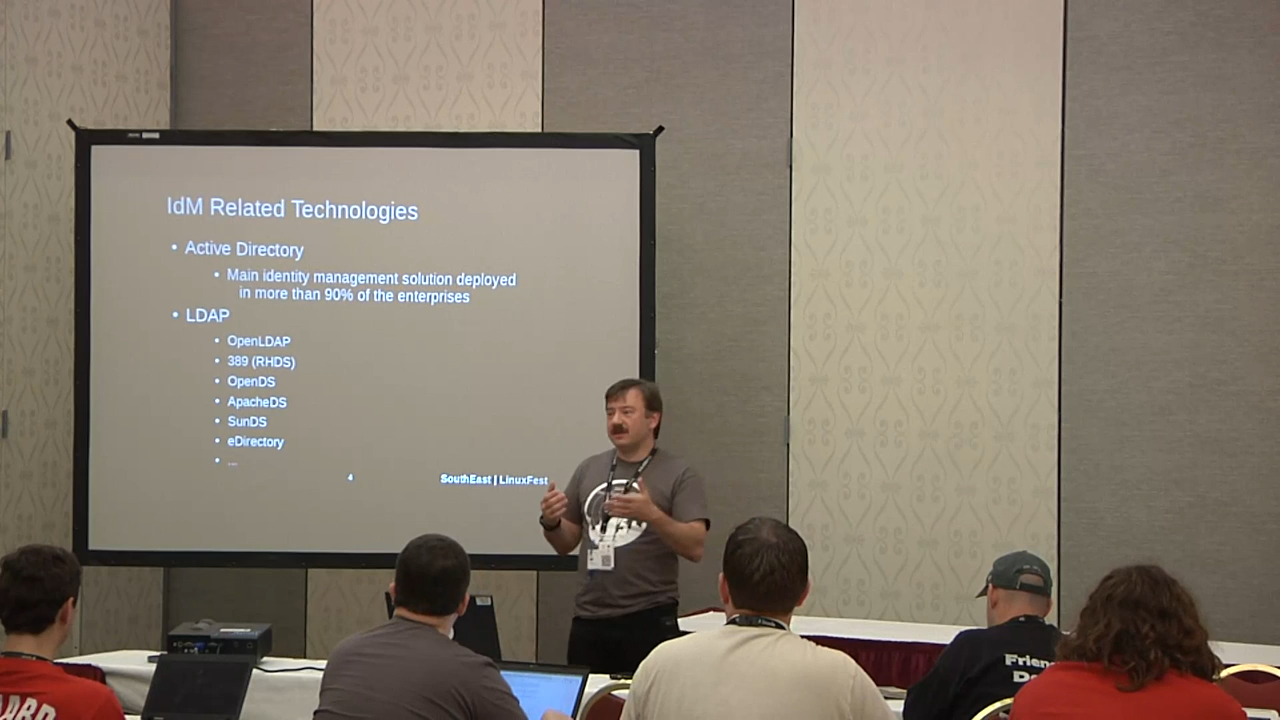 IdM Related Technologies
• Active Directory
• Main identity management solution deployed
in more than 90% of the enterprises
• LDAP
• OpenLDAP
• 389 (RHDS)
• OpenDS
• ApacheDS
• SunDS
• eDirectory
• ...
4
SouthEast | LinuxFest